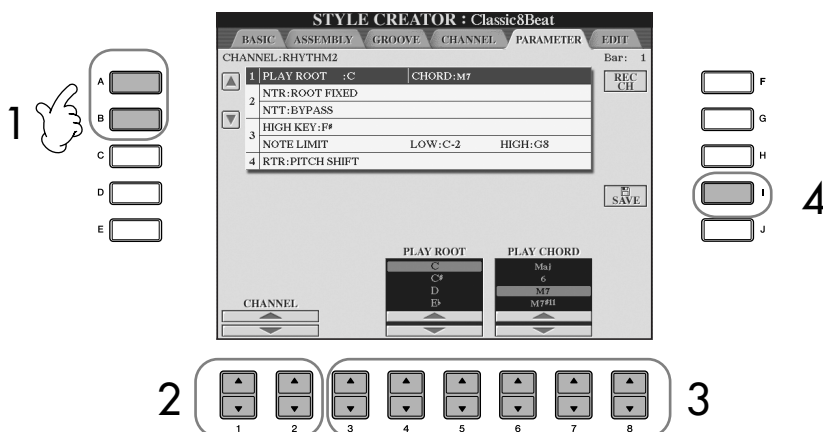 STYLE CREATOR : Classic8Beat
BASIC ASSEMBLY GROOVE CHANNEL PARAMETER EDIT
CHANNEL:RHYTHM2 Bar: 1
1 PLAY ROOT :C CHORD:M7
REC CH
2 NTR:ROOT FIXED
NTT:BYPASS
3 HIGH KEY:F♯
NOTE LIMIT LOW:C-2 HIGH:G8
4 RTR:PITCH SHIFT
SAVE
PLAY ROOT PLAY CHORD
C Maj
C♯ 6
D M7
E♭ M7♯11
CHANNEL
A
B
C
D
E
F
G
H
I
J
1
4
2
3
1 2 3 4 5 6 7 8